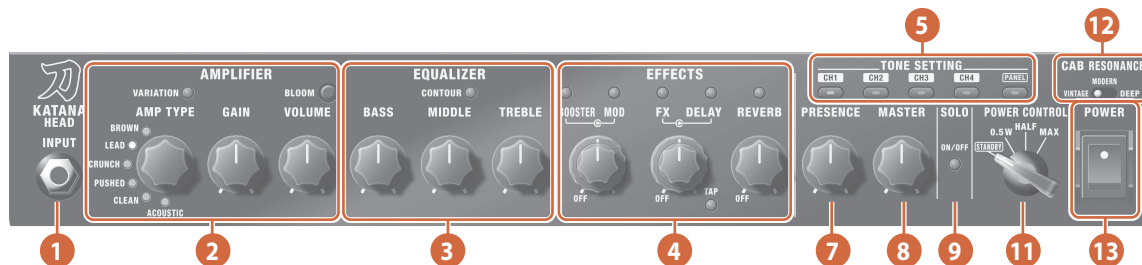 5
12
TONE SETTING
CH1 CH2 CH3 CH4 PANEL
CAB RESONANCE
MODERN
VINTAGE DEEP
刀
KATANA
HEAD
INPUT
1
AMPLIFIER
VARIATION BLOOM
AMP TYPE GAIN VOLUME
BROWN
LEAD
CRUNCH
PUSHED
CLEAN
ACOUSTIC
2
EQUALIZER
CONTOUR
BASS MIDDLE TREBLE
3
EFFECTS
BOOSTER MOD FX DELAY REVERB
OFF OFF TAP OFF
4
PRESENCE
7
MASTER
8
SOLO
ON/OFF
9
POWER CONTROL
STANDBY 0.5W HALF MAX
11
POWER
13